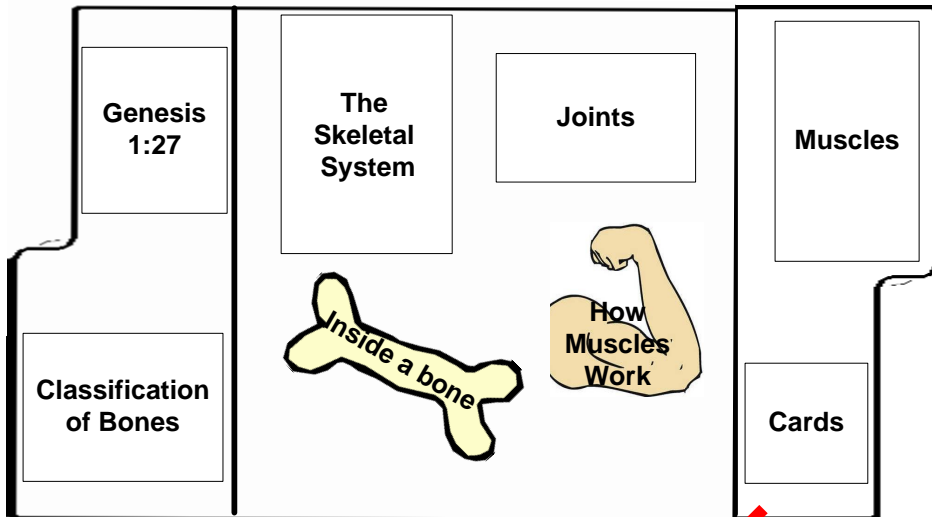 Genesis
1:27
Classification
of Bones
The
Skeletal
System
Joints
Inside a bone
How
Muscles
Work
Muscles
Cards